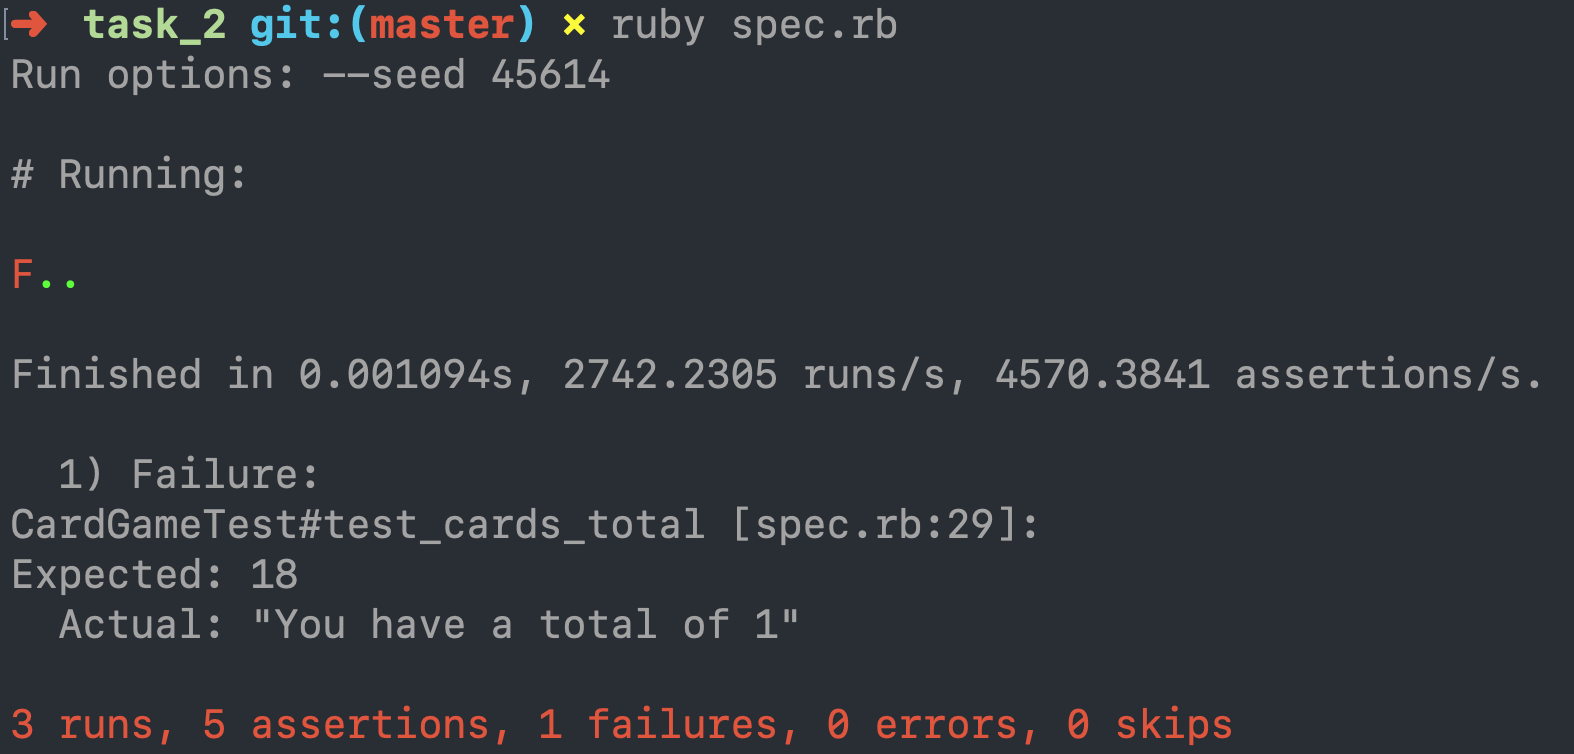 ➜ task_2 git:(master) ✗ ruby spec.rb
Run options: --seed 45614
# Running:
F..
Finished in 0.001094s, 2742.2305 runs/s, 4570.3841 assertions/s.
1) Failure:
CardGameTest#test_cards_total [spec.rb:29]:
Expected: 18
Actual: "You have a total of 1"
3 runs, 5 assertions, 1 failures, 0 errors, 0 skips